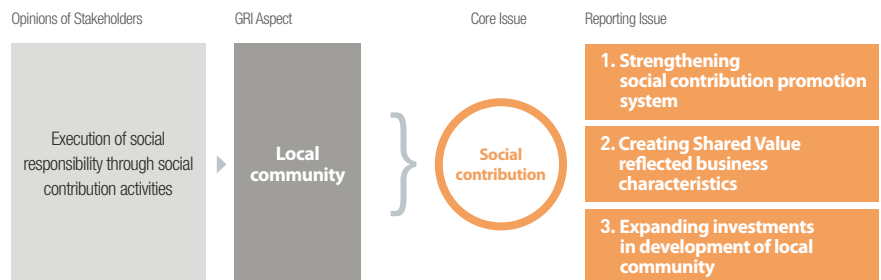 Opinions of Stakeholders
GRI Aspect
Core Issue
Reporting Issue
Execution of social
responsibility through social
contribution activities
Local
community
Social
contribution
1. Strengthening
social contribution promotion
system
2. Creating Shared Value
reflected business
characteristics
3. Expanding investments
in development of local
community